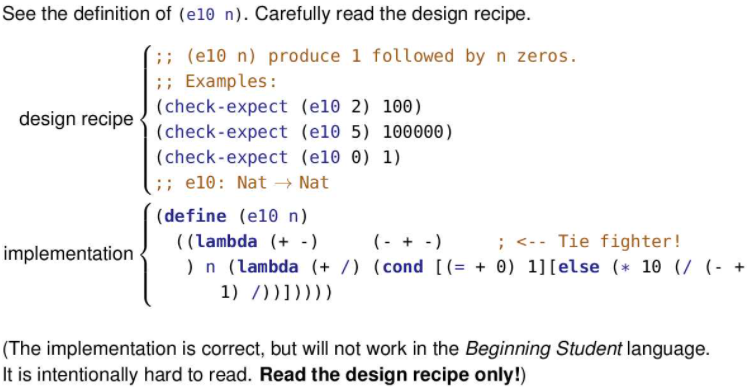 See the definition of (e10 n). Carefully read the design recipe.
design recipe
;; (e10 n) produce 1 followed by n zeros.
;; Examples:
(check-expect (e10 2) 100)
(check-expect (e10 5) 100000)
(check-expect (e10 0) 1)
;; e10: Nat → Nat
implementation
(define (e10 n)
((lambda (+ -) (- + -) ; <-- Tie fighter!
) n (lambda (+ /) (cond [(= + 0) 1][else (* 10 (/ (- +
1) /))]))))
(The implementation is correct, but will not work in the Beginning Student language.
It is intentionally hard to read. Read the design recipe only!)